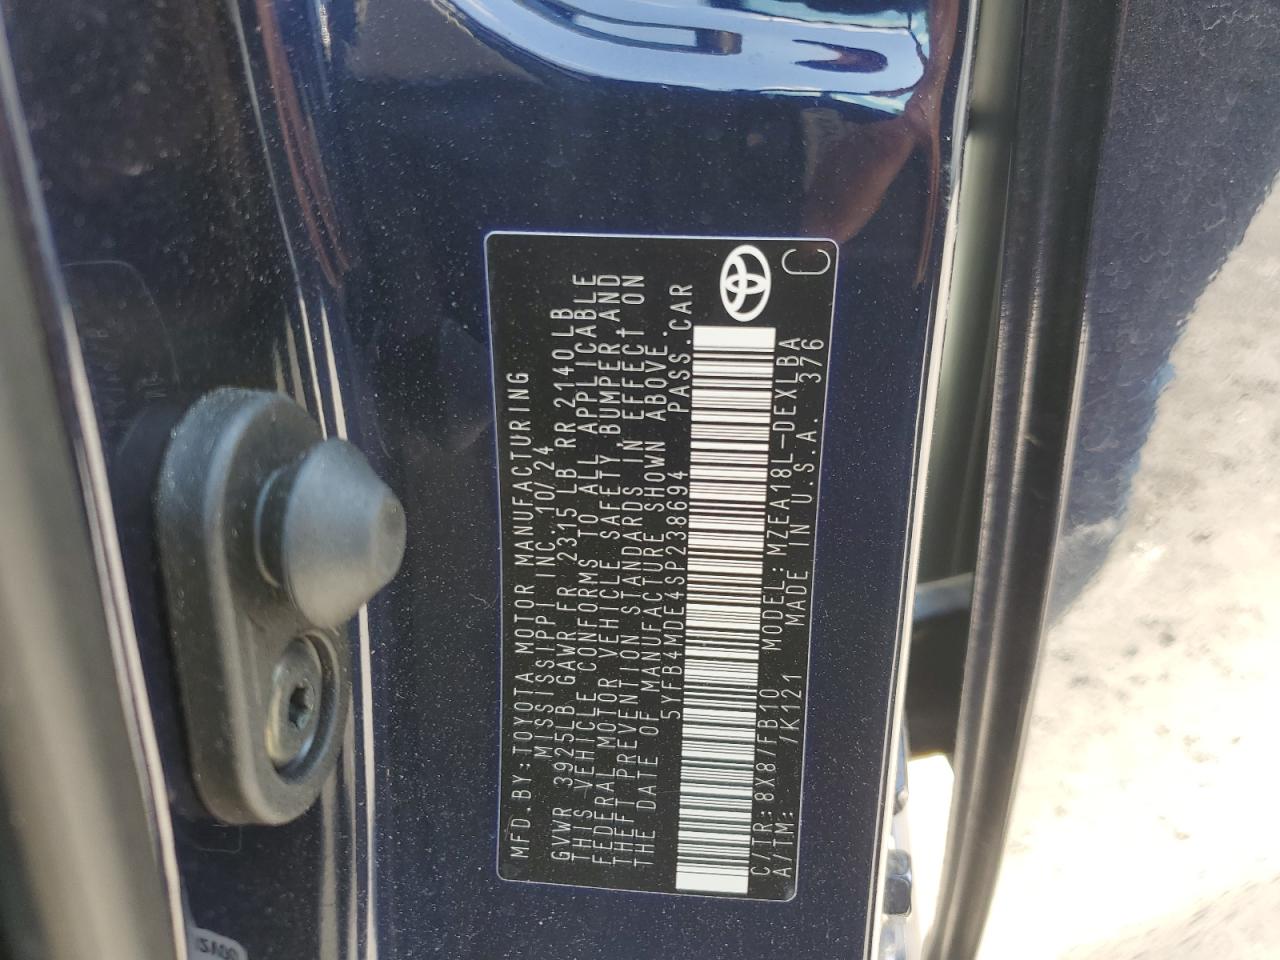 MFD.BY:TOYOTA MOTOR MANUFACTURING
MISSISSIPPI INC. 10/24
GVWR 3925LB GAWR FR 2315 LB RR 2140 LB
THIS VEHICLE CONFORMS TO ALL APPLICABLE
FEDERAL MOTOR VEHICLE SAFETY, BUMPER, AND
THEFT PREVENTION STANDARDS IN EFFECT ON
THE DATE OF MANUFACTURE SHOWN ABOVE.
5YFB4MDE4SP238694 PASS.CAR
C/TR:8X8/FB10 MODEL:MZEA18L-DEXLBA
A/TM: /K121 MADE IN U.S.A. 376
C